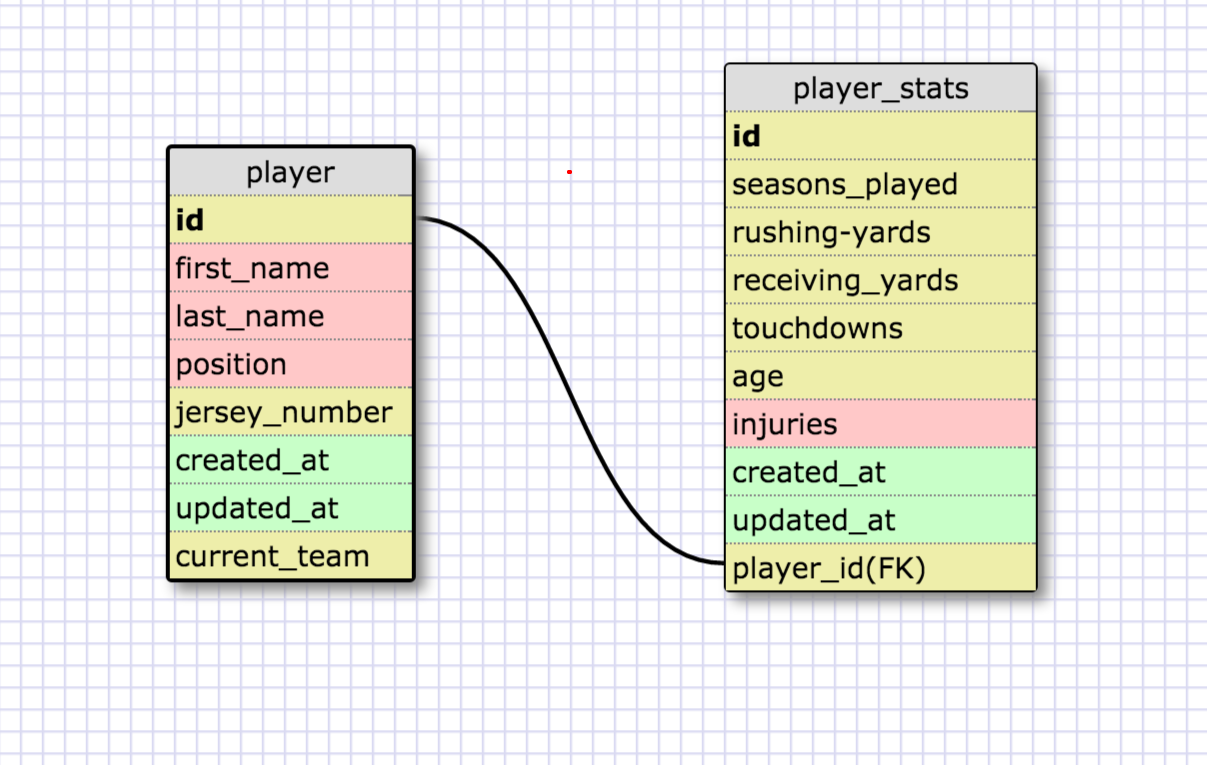 player
id
first_name
last_name
position
jersey_number
created_at
updated_at
current_team
player_stats
id
seasons_played
rushing-yards
receiving_yards
touchdowns
age
injuries
created_at
updated_at
player_id(FK)